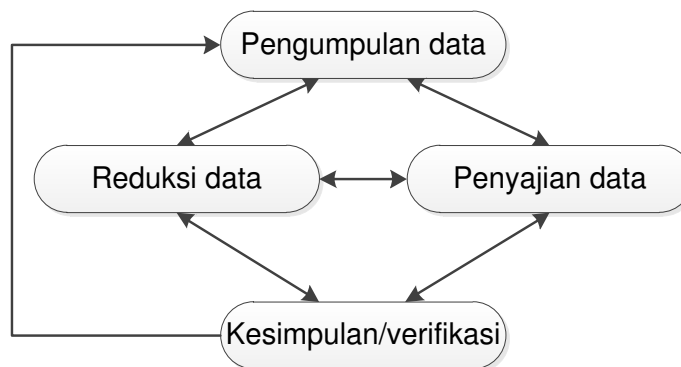 Pengumpulan data
Reduksi data
Penyajian data
Kesimpulan/verifikasi